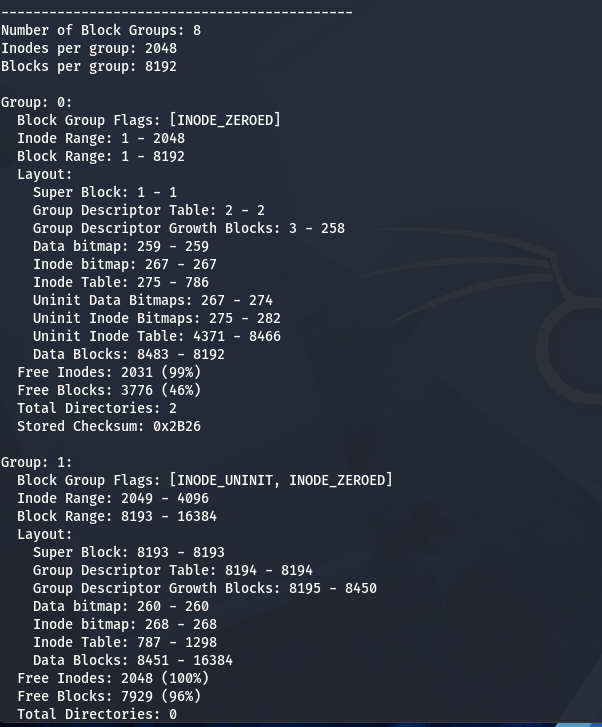 --------------------------------------------
Number of Block Groups: 8
Inodes per group: 2048
Blocks per group: 8192

Group: 0:
  Block Group Flags: [INODE_ZEROED]
  Inode Range: 1 - 2048
  Block Range: 1 - 8192
  Layout:
    Super Block: 1 - 1
    Group Descriptor Table: 2 - 2
    Group Descriptor Growth Blocks: 3 - 258
    Data bitmap: 259 - 259
    Inode bitmap: 267 - 267
    Inode Table: 275 - 786
    Uninit Data Bitmaps: 267 - 274
    Uninit Inode Bitmaps: 275 - 282
    Uninit Inode Table: 4371 - 8466
    Data Blocks: 8483 - 8192
  Free Inodes: 2031 (99%)
  Free Blocks: 3776 (46%)
  Total Directories: 2
  Stored Checksum: 0x2B26

Group: 1:
  Block Group Flags: [INODE_UNINIT, INODE_ZEROED]
  Inode Range: 2049 - 4096
  Block Range: 8193 - 16384
  Layout:
    Super Block: 8193 - 8193
    Group Descriptor Table: 8194 - 8194
    Group Descriptor Growth Blocks: 8195 - 8450
    Data bitmap: 260 - 260
    Inode bitmap: 268 - 268
    Inode Table: 787 - 1298
    Data Blocks: 8451 - 16384
  Free Inodes: 2048 (100%)
  Free Blocks: 7929 (96%)
  Total Directories: 0